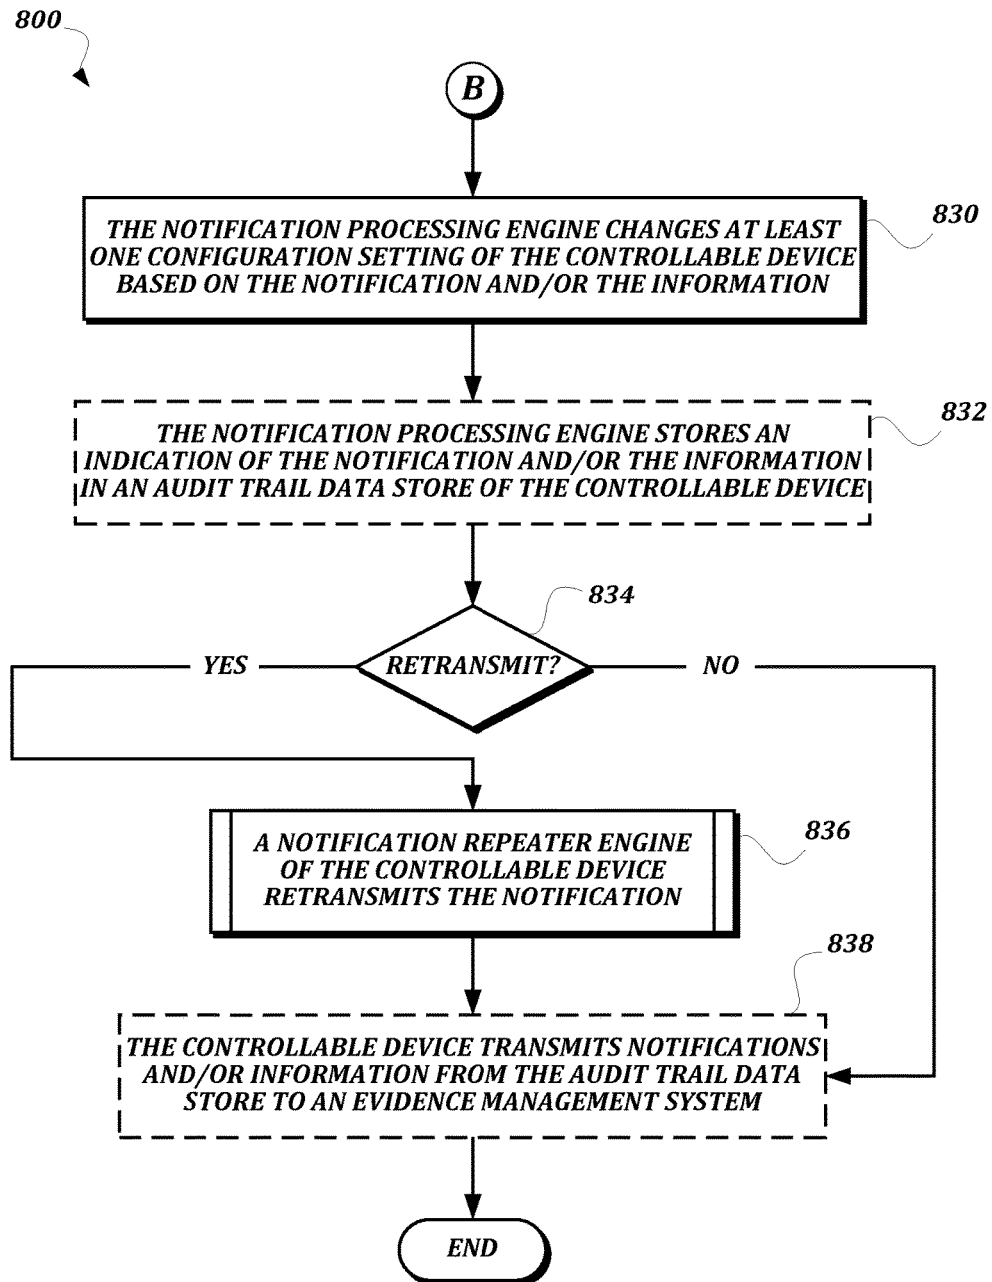 800
B
THE NOTIFICATION PROCESSING ENGINE CHANGES AT LEAST
ONE CONFIGURATION SETTING OF THE CONTROLLABLE DEVICE
BASED ON THE NOTIFICATION AND/OR THE INFORMATION
830
THE NOTIFICATION PROCESSING ENGINE STORES AN
INDICATION OF THE NOTIFICATION AND/OR THE INFORMATION
IN AN AUDIT TRAIL DATA STORE OF THE CONTROLLABLE DEVICE
832
834
YES
RETRANSMIT?
NO
A NOTIFICATION REPEATER ENGINE
OF THE CONTROLLABLE DEVICE
RETRANSMITS THE NOTIFICATION
836
838
THE CONTROLLABLE DEVICE TRANSMITS NOTIFICATIONS
AND/OR INFORMATION FROM THE AUDIT TRAIL DATA
STORE TO AN EVIDENCE MANAGEMENT SYSTEM
END